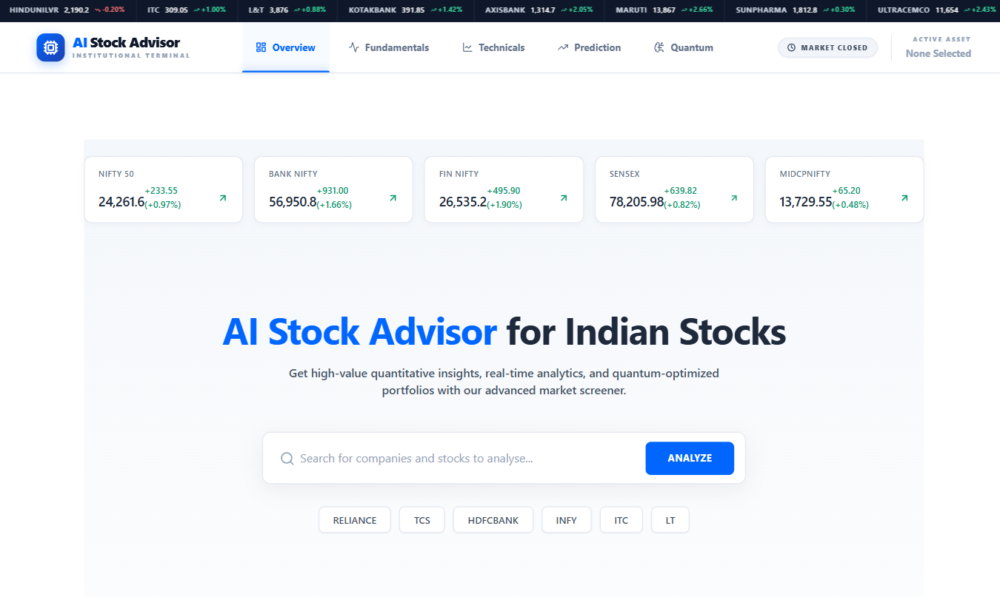 HINDUNILVR 2,190.2 -0.20% ITC 309.05 +1.00% L&T 3,876 +0.88% KOTAKBANK 391.85 +1.42% AXISBANK 1,314.7 +2.05% MARUTI 13,867 +2.66% SUNPHARMA 1,812.8 +0.30% ULTRACEMCO 11,654 +2.43%
AI Stock Advisor
INSTITUTIONAL TERMINAL
Overview Fundamentals Technicals Prediction Quantum
MARKET CLOSED
ACTIVE ASSET
None Selected
NIFTY 50
24,261.6
+233.55
(+0.97%)
BANK NIFTY
56,950.8
+931.00
(+1.66%)
FIN NIFTY
26,535.2
+495.90
(+1.90%)
SENSEX
78,205.98
+639.82
(+0.82%)
MIDCPNIFTY
13,729.55
+65.20
(+0.48%)
AI Stock Advisor for Indian Stocks
Get high-value quantitative insights, real-time analytics, and quantum-optimized
portfolios with our advanced market screener.
Search for companies and stocks to analyse... ANALYZE
RELIANCE TCS HDFCBANK INFY ITC LT